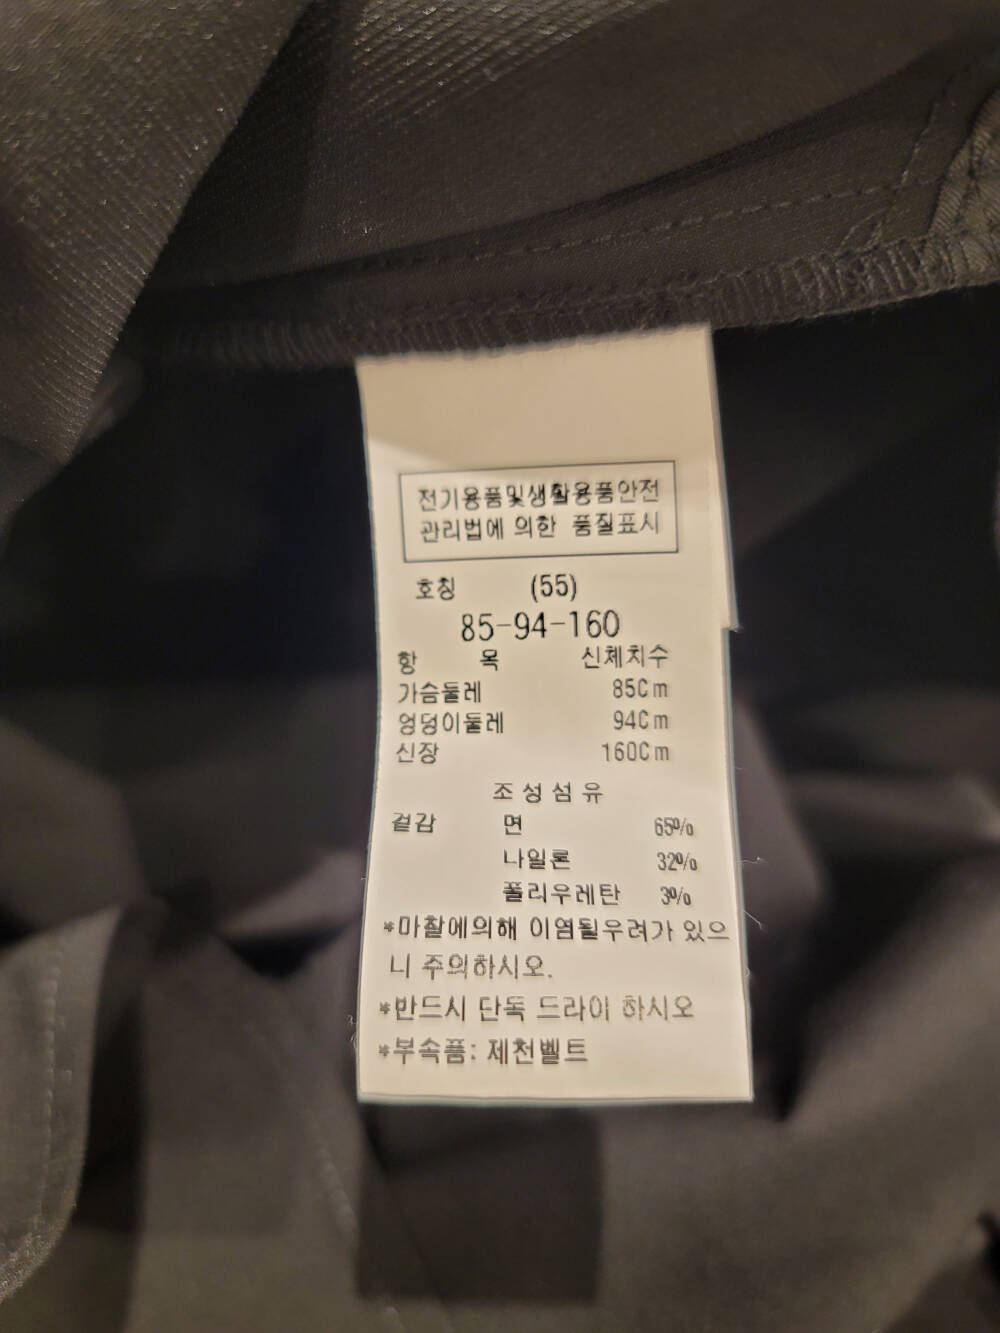 전기용품및생활용품안전
관리법에 의한 품질표시
호칭 (55)
85-94-160
항 목 신체치수
가슴둘레 85Cm
엉덩이둘레 94Cm
신장 160Cm
조성섬유
겉감 면 65%
나일론 32%
폴리우레탄 3%
*마찰에의해 이염될우려가 있으
니 주의하시오.
*반드시 단독 드라이 하시오
*부속품: 제천벨트